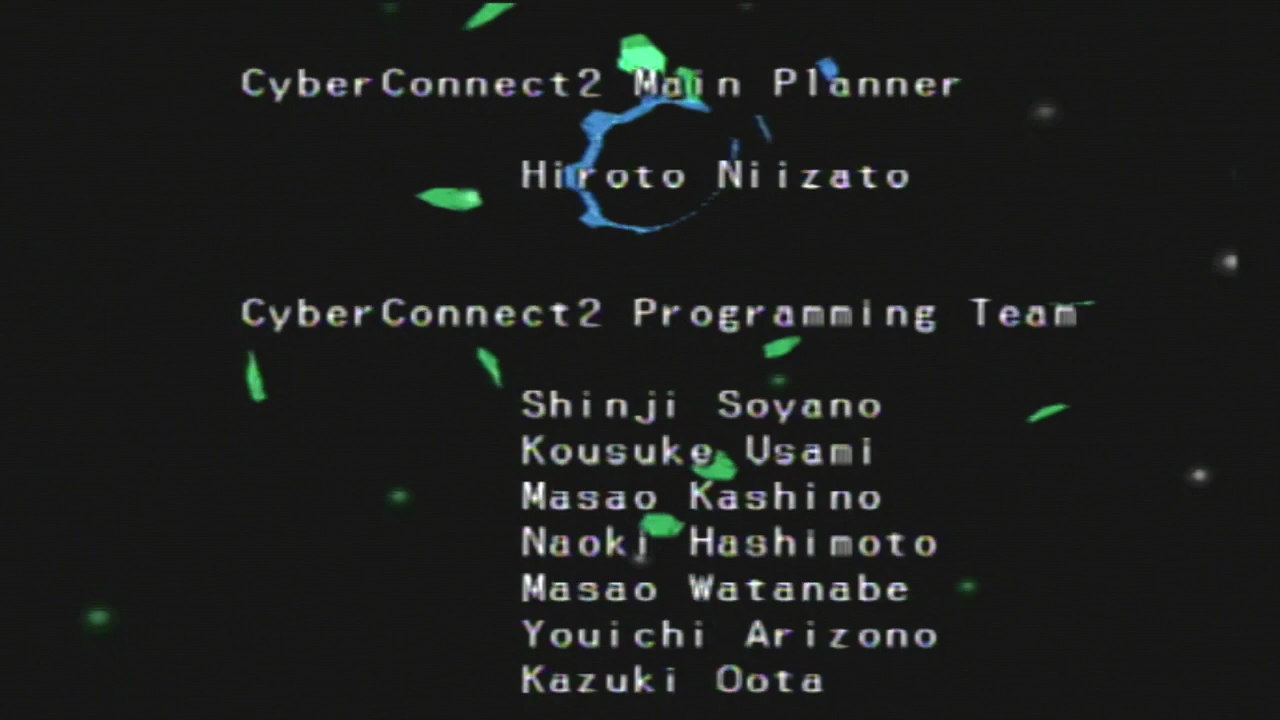 CyberConnect2 Main Planner
Hiroto Niizato
CyberConnect2 Programming Team
Shinji Soyano
Kousuke Usami
Masao Kashino
Naoki Hashimoto
Masao Watanabe
Youichi Arizono
Kazuki Oota